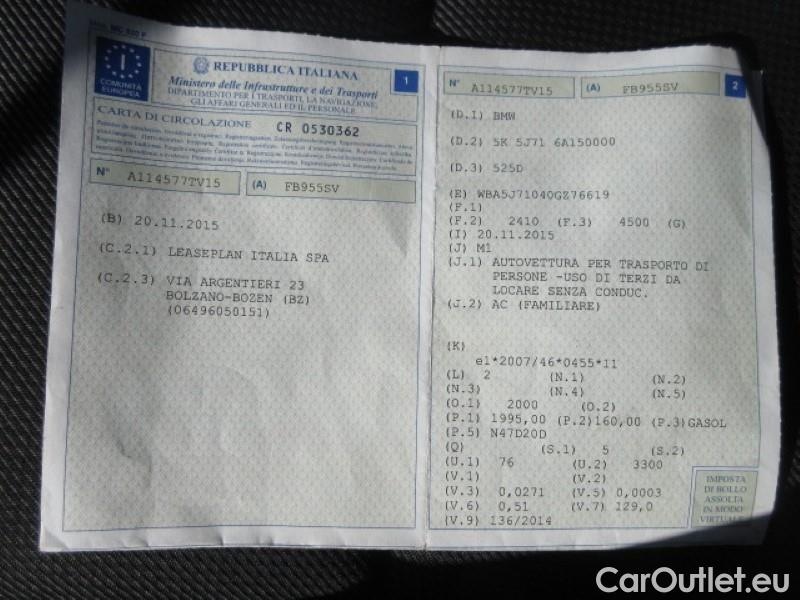 MOD. MC 820 F
I
COMUNITÀ
EUROPEA
REPUBBLICA ITALIANA
1
Ministero delle Infrastrutture e dei Trasporti
DIPARTIMENTO PER I TRASPORTI, LA NAVIGAZIONE,
GLI AFFARI GENERALI ED IL PERSONALE
CARTA DI CIRCOLAZIONE CR 0530362
N° A114577TV15 (A) FB955SV
(B) 20.11.2015
(C.2.1) LEASEPLAN ITALIA SPA
(C.2.3) VIA ARGENTIERI 23
BOLZANO-BOZEN (BZ)
(06496050151)
N° A114577TV15 (A) FB955SV 2
(D.1) BMW
(D.2) 5K 5J71 6A150000
(D.3) 525D
(E) WBA5J71040GZ76619
(F.1)
(F.2) 2410 (F.3) 4500 (G)
(I) 20.11.2015
(J) M1
(J.1) AUTOVETTURA PER TRASPORTO DI
PERSONE -USO DI TERZI DA
LOCARE SENZA CONDUC.
(J.2) AC (FAMILIARE)
(K)
e1*2007/46*0455*11
(L) 2 (N.1) (N.2)
(N.3) (N.4) (N.5)
(O.1) 2000 (O.2)
(P.1) 1995,00 (P.2)160,00 (P.3)GASOL
(P.5) N47D20D
(Q) (S.1) 5 (S.2)
(U.1) 76 (U.2) 3300
(V.1) (V.2)
(V.3) 0,0271 (V.5) 0,0003
(V.6) 0,51 (V.7) 129,0
(V.9) 136/2014
IMPOSTA
DI BOLLO
ASSOLTA
IN MODO
VIRTUALE
CarOutlet.eu